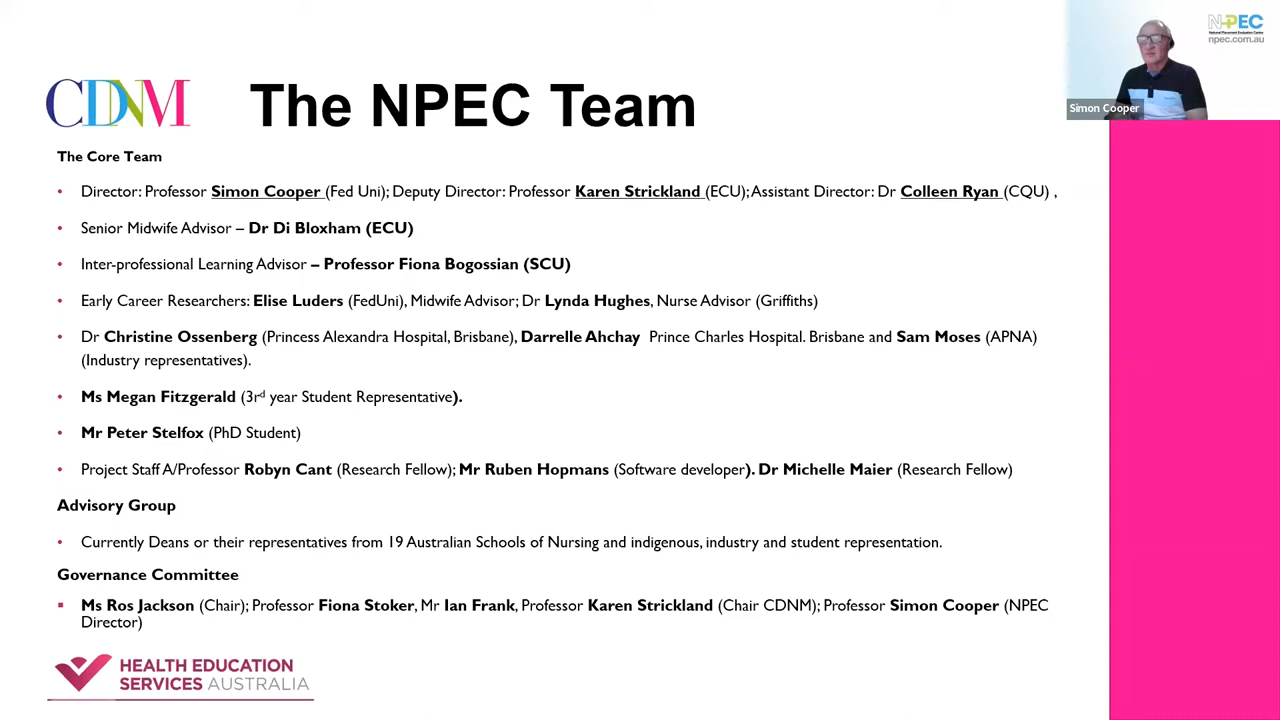 N-PEC
National Placement Evaluation Centre
npec.com.au
Simon Cooper
CDNM
The NPEC Team
The Core Team
• Director: Professor Simon Cooper (Fed Uni); Deputy Director: Professor Karen Strickland (ECU); Assistant Director: Dr Colleen Ryan (CQU) ,
• Senior Midwife Advisor – Dr Di Bloxham (ECU)
• Inter-professional Learning Advisor – Professor Fiona Bogossian (SCU)
• Early Career Researchers: Elise Luders (FedUni), Midwife Advisor; Dr Lynda Hughes, Nurse Advisor (Griffiths)
• Dr Christine Ossenberg (Princess Alexandra Hospital, Brisbane), Darrelle Ahchay Prince Charles Hospital. Brisbane and Sam Moses (APNA)
(Industry representatives).
• Ms Megan Fitzgerald (3rd year Student Representative).
• Mr Peter Stelfox (PhD Student)
• Project Staff A/Professor Robyn Cant (Research Fellow); Mr Ruben Hopmans (Software developer). Dr Michelle Maier (Research Fellow)
Advisory Group
• Currently Deans or their representatives from 19 Australian Schools of Nursing and indigenous, industry and student representation.
Governance Committee
▪ Ms Ros Jackson (Chair); Professor Fiona Stoker, Mr Ian Frank, Professor Karen Strickland (Chair CDNM); Professor Simon Cooper (NPEC
Director)
HEALTH EDUCATION
SERVICES AUSTRALIA